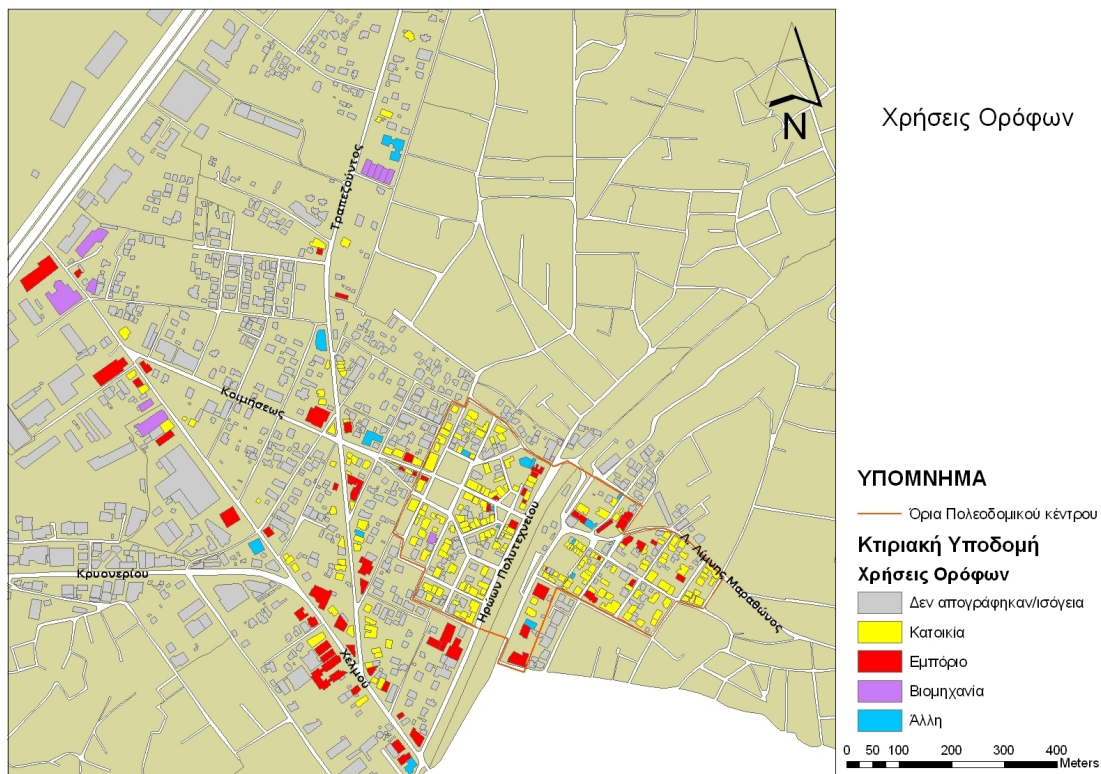 Χρήσεις Ορόφων
N
Τραπεζούντος
Κοιμήσεως
Ηρώων Πολυτεχνείου
Λ. Λίμνης Μαραθώνος
Κρυονερίου
Χελμού
ΥΠΟΜΝΗΜΑ
Όρια Πολεοδομικού κέντρου
Κτιριακή Υποδομή
Χρήσεις Ορόφων
Δεν απογράφηκαν/ισόγεια
Κατοικία
Εμπόριο
Βιομηχανία
Άλλη
0 50 100 200 300 400
Meters